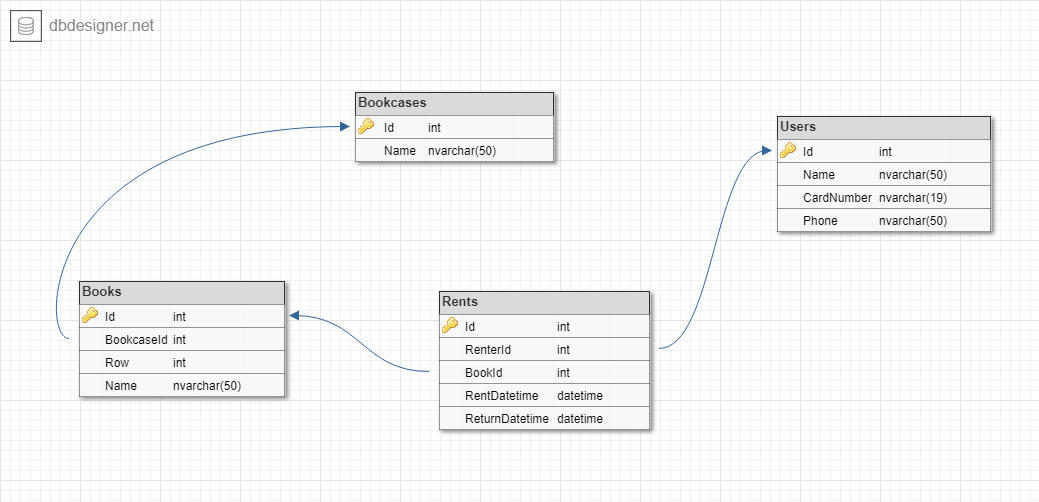 dbdesigner.net
Bookcases
Id int
Name nvarchar(50)
Users
Id int
Name nvarchar(50)
CardNumber nvarchar(19)
Phone nvarchar(50)
Books
Id int
BookcaseId int
Row int
Name nvarchar(50)
Rents
Id int
RenterId int
BookId int
RentDatetime datetime
ReturnDatetime datetime